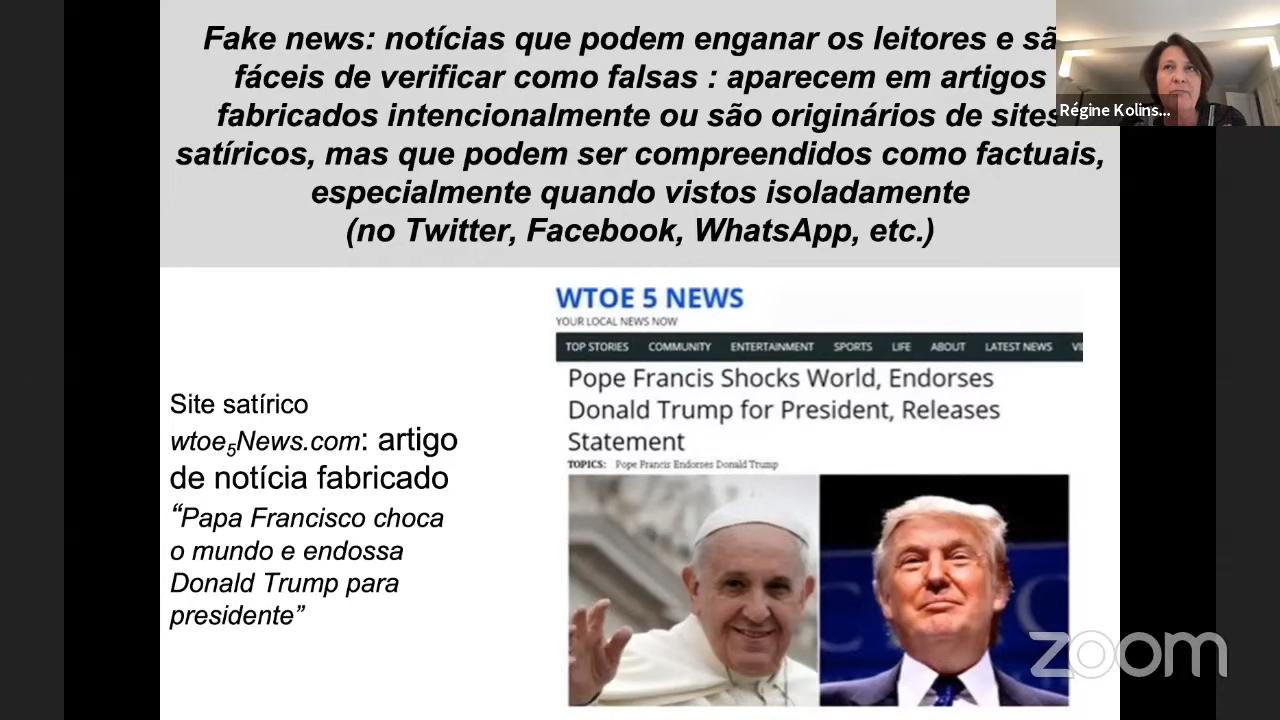 Fake news: notícias que podem enganar os leitores e sã
fáceis de verificar como falsas : aparecem em artigos
fabricados intencionalmente ou são originários de sites
satíricos, mas que podem ser compreendidos como factuais,
especialmente quando vistos isoladamente
(no Twitter, Facebook, WhatsApp, etc.)
Régine Kolins...
WTOE 5 NEWS
YOUR LOCAL NEWS NOW
TOP STORIES COMMUNITY ENTERTAINMENT SPORTS LIFE ABOUT LATEST NEWS
Pope Francis Shocks World, Endorses
Donald Trump for President, Releases
Statement
TOPICS: Pope Francis Endorses Donald Trump
Site satírico
wtoe5News.com: artigo
de notícia fabricado
“Papa Francisco choca
o mundo e endossa
Donald Trump para
presidente”
zoom